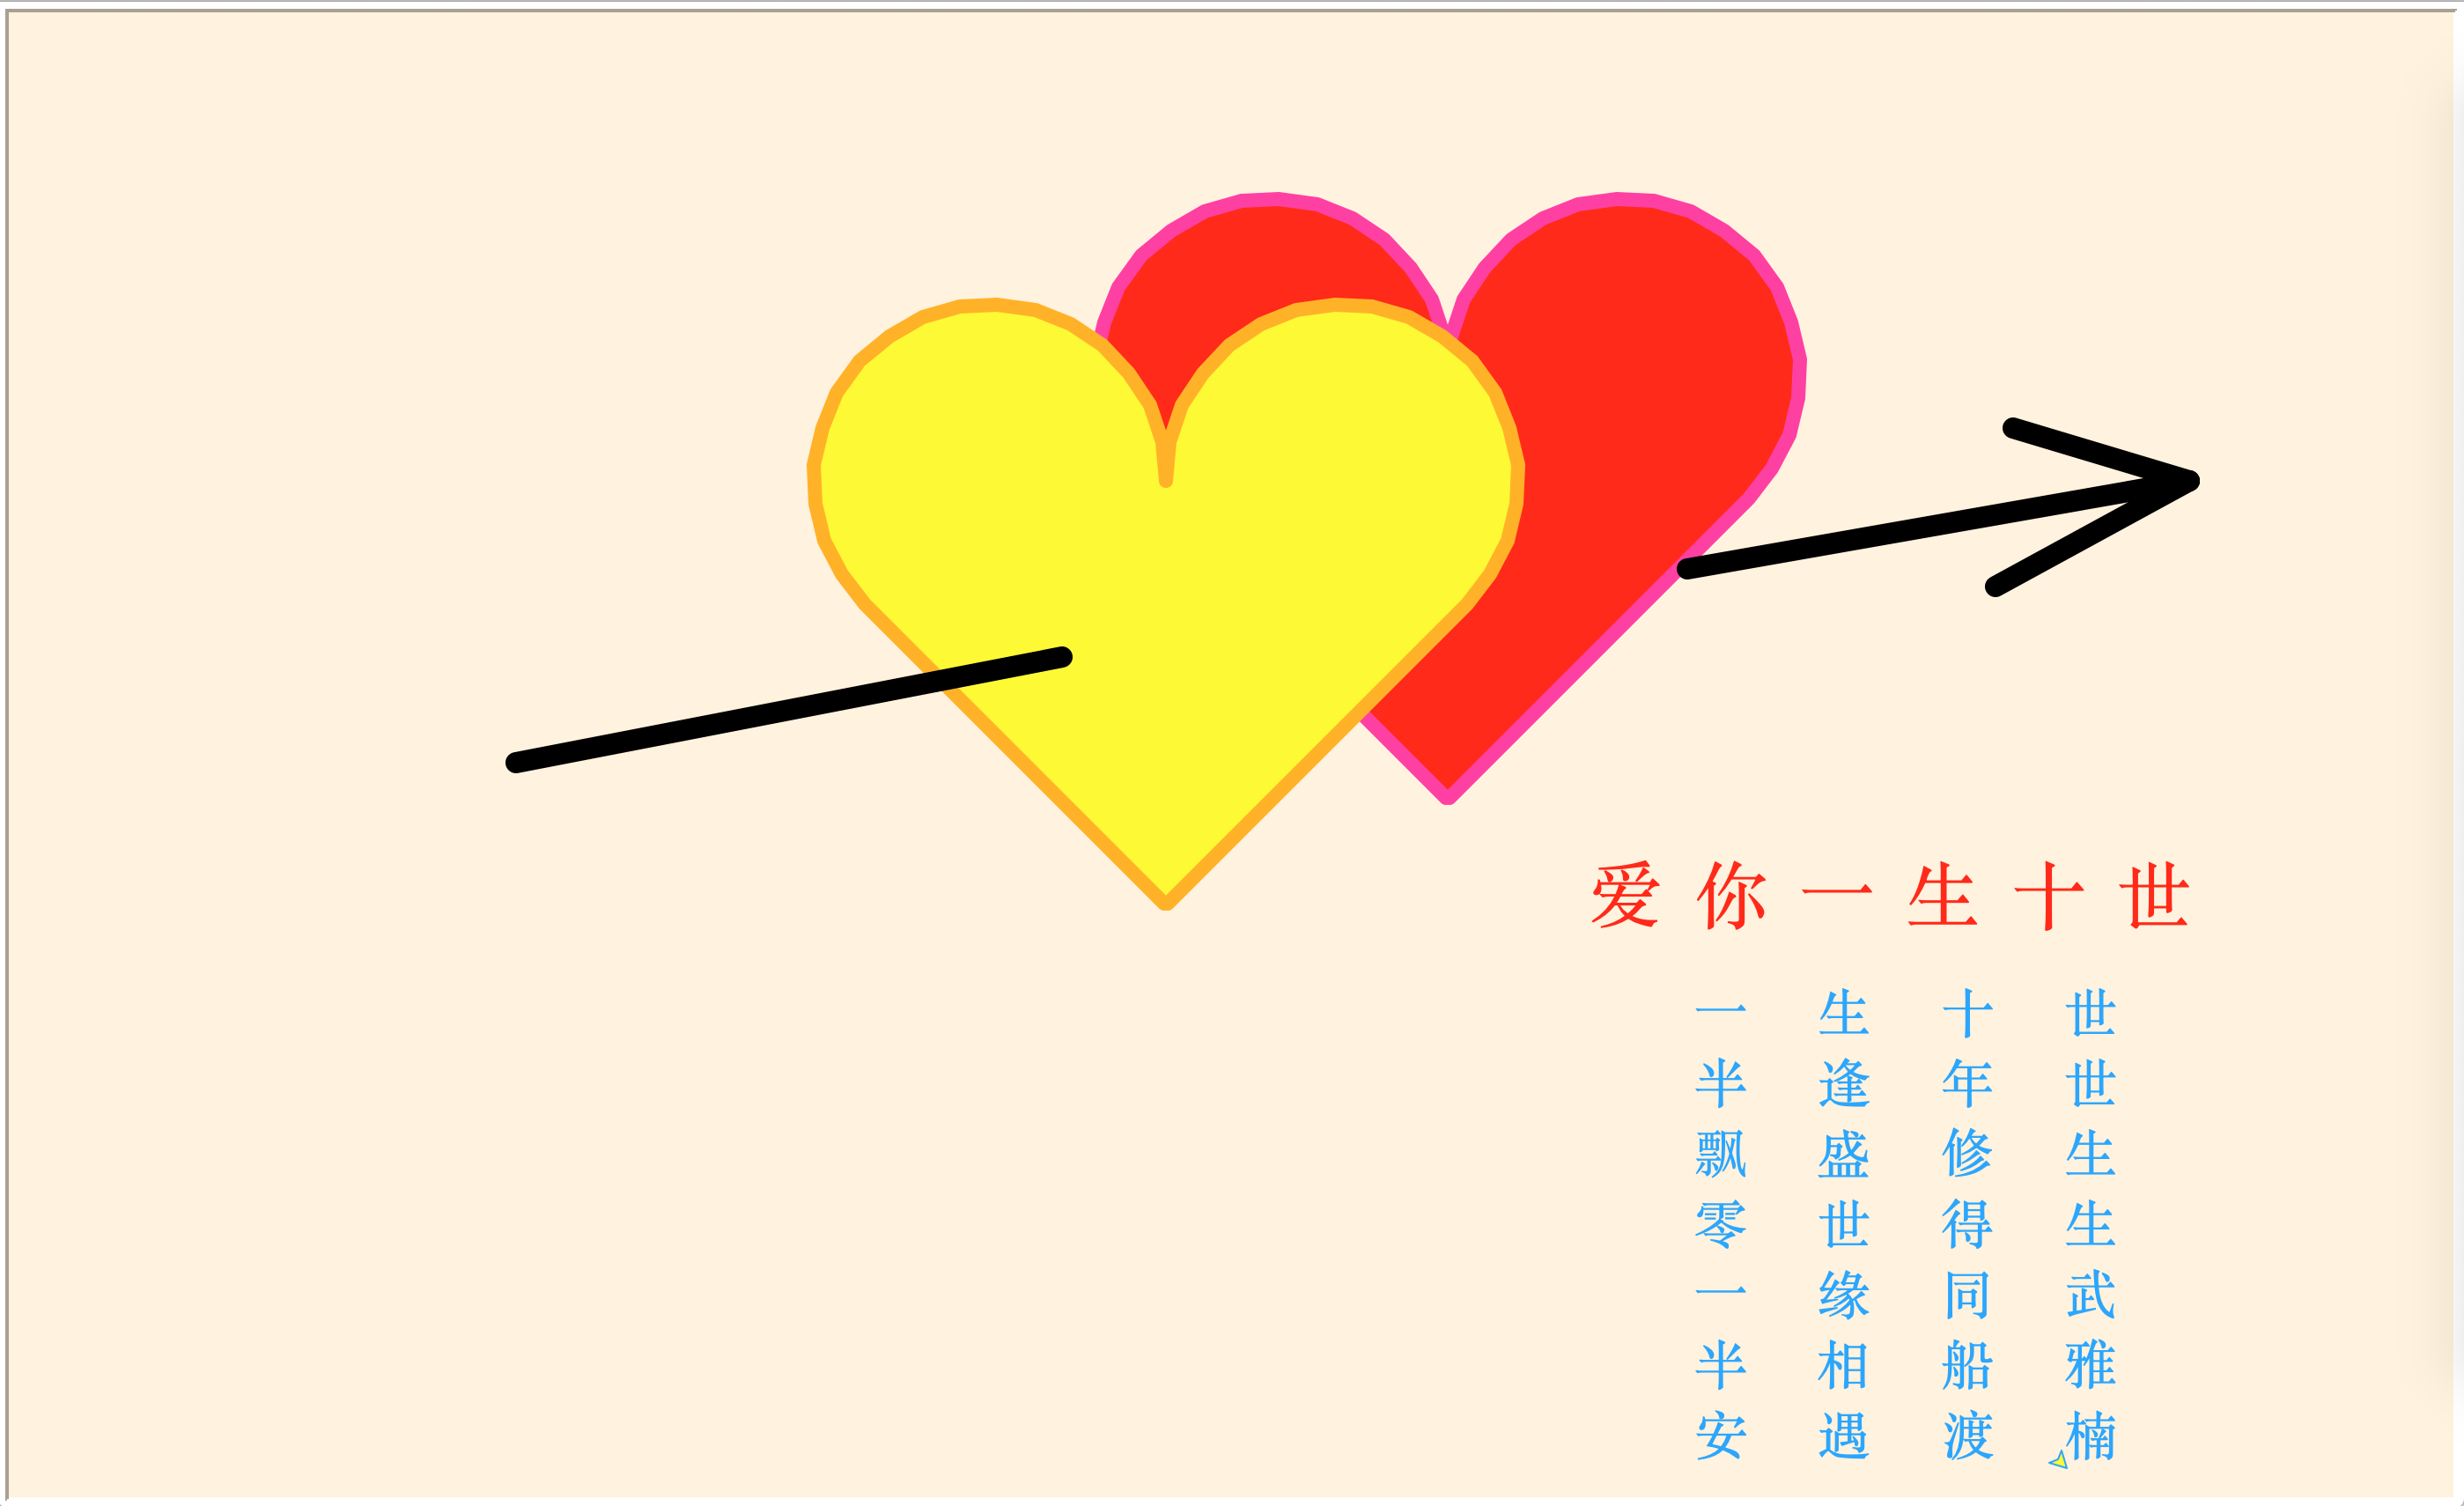 爱你一生十世
一半飘零一半安
生逢盛世缘相遇
十年修得同船渡
世世生生武雅楠